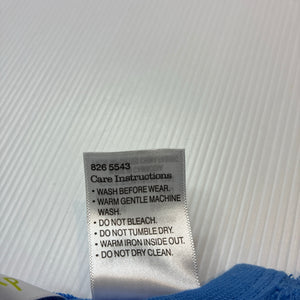 826 5543
Care Instructions
• WASH BEFORE WEAR.
• WARM GENTLE MACHINE
WASH.
• DO NOT BLEACH.
• DO NOT TUMBLE DRY.
• WARM IRON INSIDE OUT.
• DO NOT DRY CLEAN.